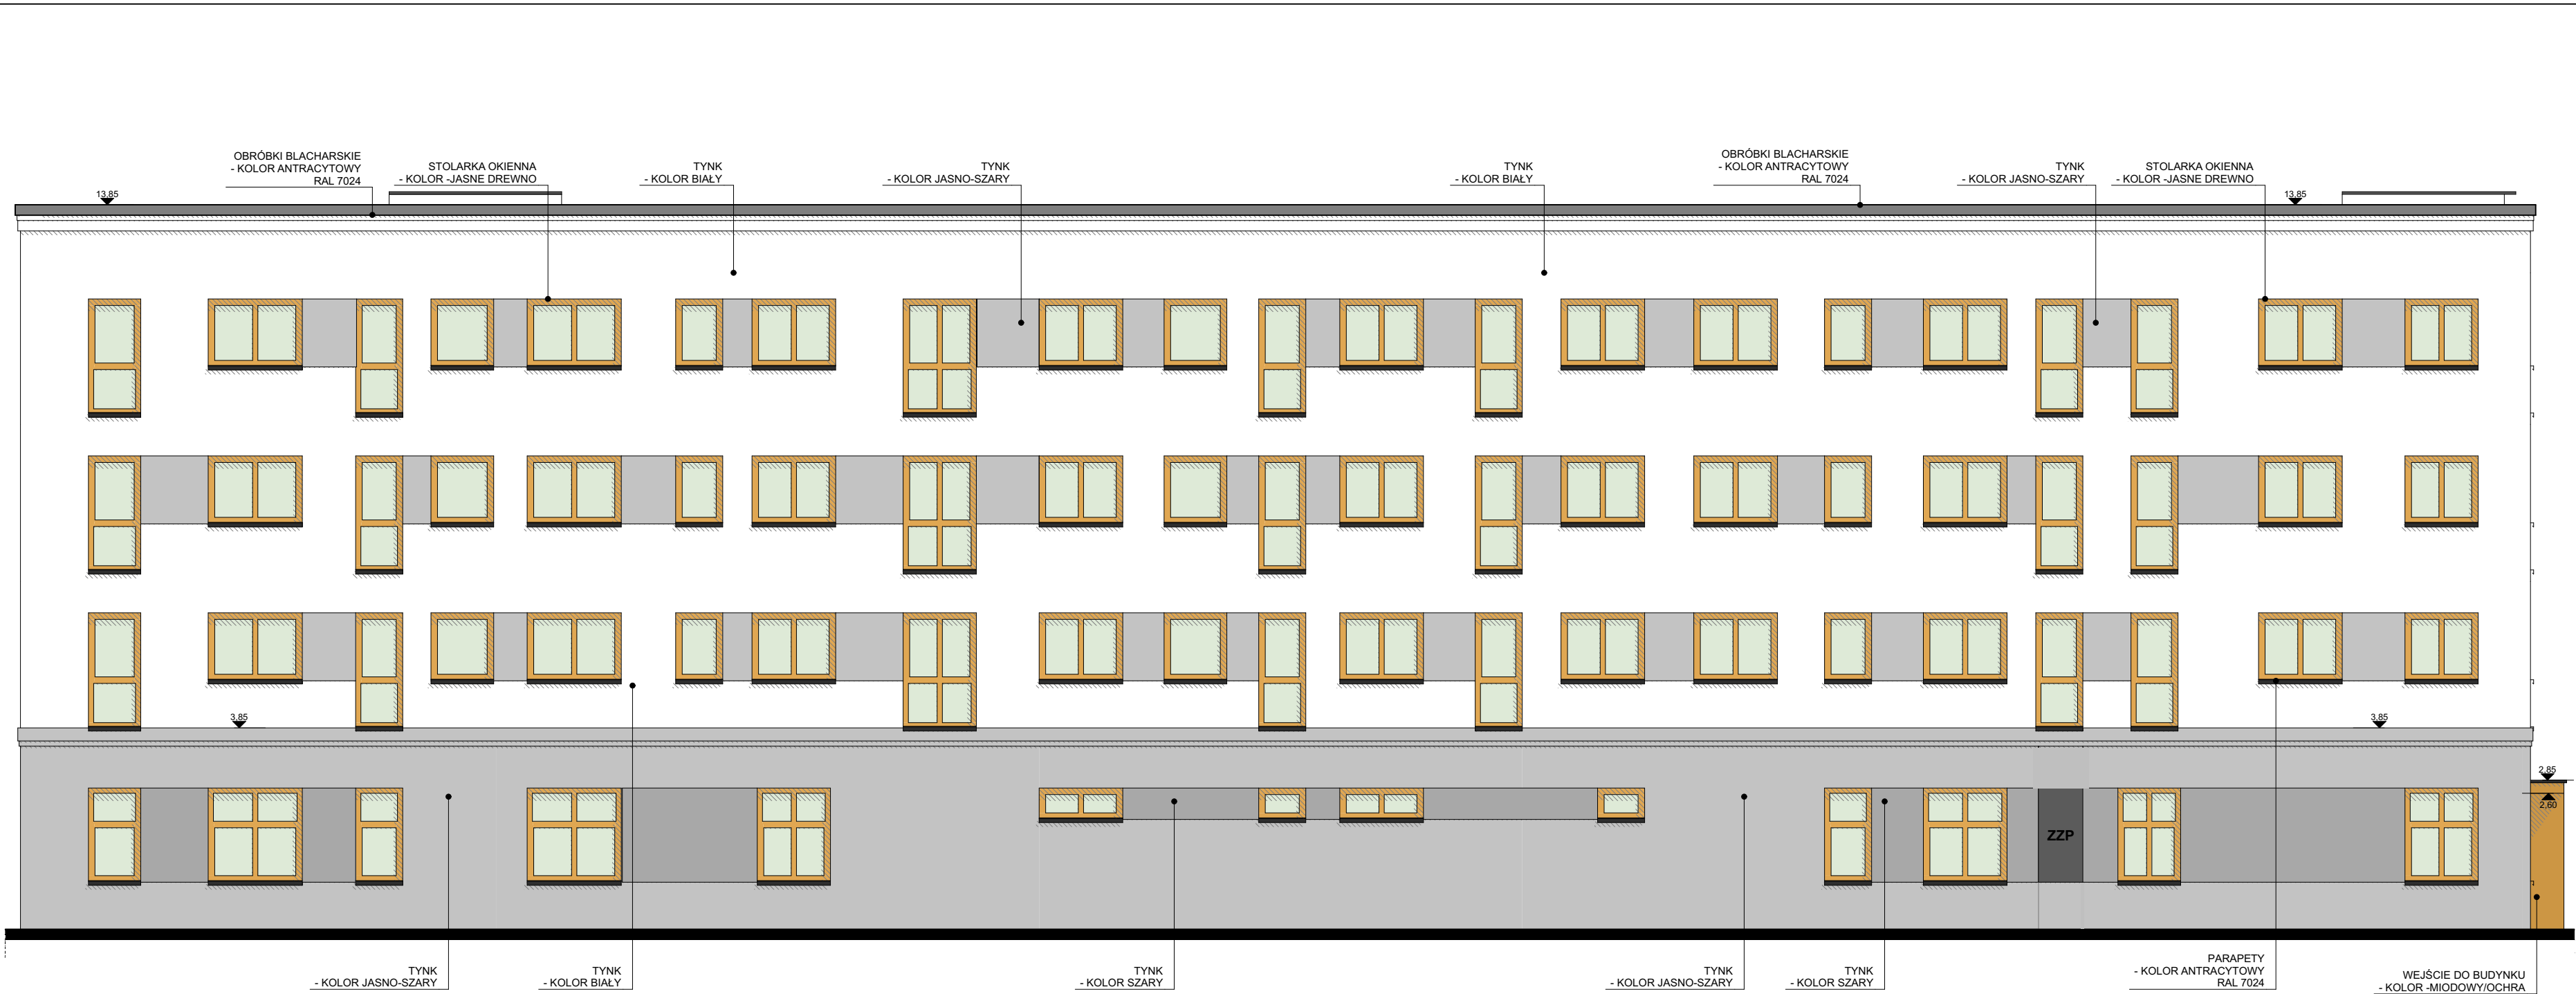 OBRÓBKI BLACHARSKIE
- KOLOR ANTRACYTOWY
RAL 7024
STOLARKA OKIENNA
- KOLOR -JASNE DREWNO
TYNK
- KOLOR BIAŁY
TYNK
- KOLOR JASNO-SZARY
TYNK
- KOLOR BIAŁY
OBRÓBKI BLACHARSKIE
- KOLOR ANTRACYTOWY
RAL 7024
TYNK
- KOLOR JASNO-SZARY
STOLARKA OKIENNA
- KOLOR -JASNE DREWNO
13,85
13,85
3,85
3,85
2,85
2,60
ZZP
TYNK
- KOLOR JASNO-SZARY
TYNK
- KOLOR BIAŁY
TYNK
- KOLOR SZARY
TYNK
- KOLOR JASNO-SZARY
TYNK
- KOLOR SZARY
PARAPETY
- KOLOR ANTRACYTOWY
RAL 7024
WEJŚCIE DO BUDYNKU
- KOLOR -MIODOWY/OCHRA